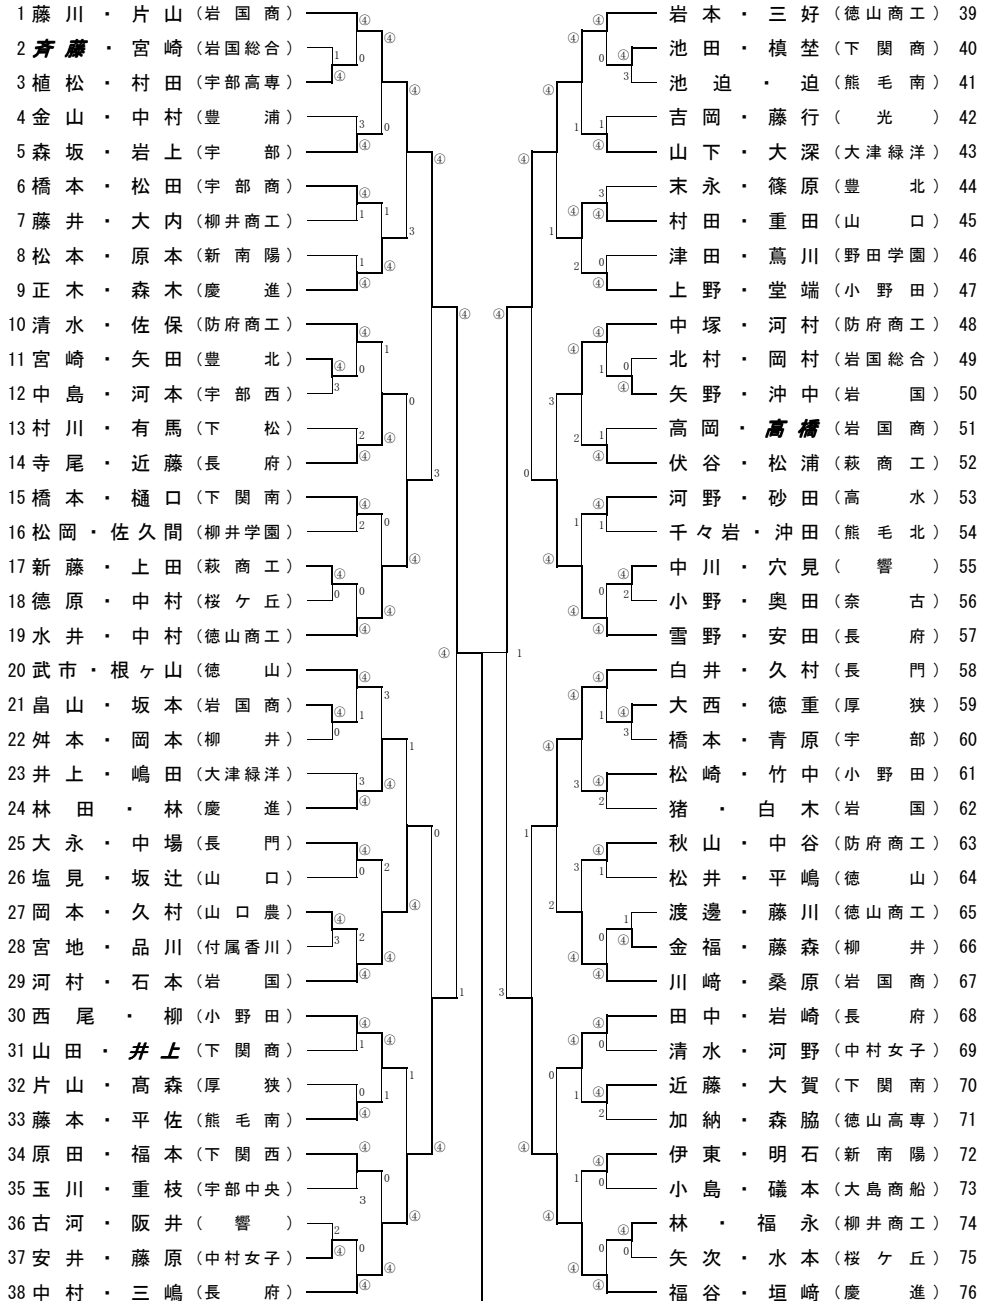 1 藤川・片山（岩国商）
2 斉藤・宮崎（岩国総合）
3 植松・村田（宇部高専）
4 金山・中村（豊浦）
5 森坂・岩上（宇部）
6 橋本・松田（宇部商）
7 藤井・大内（柳井商工）
8 松本・原本（新南陽）
9 正木・森木（慶進）
10 清水・佐保（防府商工）
11 宮崎・矢田（豊北）
12 中島・河本（宇部西）
13 村川・有馬（下松）
14 寺尾・近藤（長府）
15 橋本・樋口（下関南）
16 松岡・佐久間（柳井学園）
17 新藤・上田（萩商工）
18 德原・中村（桜ケ丘）
19 水井・中村（徳山商工）
20 武市・根ヶ山（徳山）
21 畠山・坂本（岩国商）
22 舛本・岡本（柳井）
23 井上・嶋田（大津緑洋）
24 林田・林（慶進）
25 大永・中場（長門）
26 塩見・坂辻（山口）
27 岡本・久村（山口農）
28 宮地・品川（付属香川）
29 河村・石本（岩国）
30 西尾・柳（小野田）
31 山田・井上（下関商）
32 片山・髙森（厚狭）
33 藤本・平佐（熊毛南）
34 原田・福本（下関西）
35 玉川・重枝（宇部中央）
36 古河・阪井（響）
37 安井・藤原（中村女子）
38 中村・三嶋（長府）
岩本・三好（徳山商工）39
池田・槙埜（下関商）40
池迫・迫（熊毛南）41
吉岡・藤行（光）42
山下・大深（大津緑洋）43
末永・篠原（豊北）44
村田・重田（山口）45
津田・蔦川（野田学園）46
上野・堂端（小野田）47
中塚・河村（防府商工）48
北村・岡村（岩国総合）49
矢野・沖中（岩国）50
高岡・高橋（岩国商）51
伏谷・松浦（萩商工）52
河野・砂田（高水）53
千々岩・沖田（熊毛北）54
中川・穴見（響）55
小野・奥田（奈古）56
雪野・安田（長府）57
白井・久村（長門）58
大西・徳重（厚狭）59
橋本・青原（宇部）60
松崎・竹中（小野田）61
猪・白木（岩国）62
秋山・中谷（防府商工）63
松井・平嶋（徳山）64
渡邊・藤川（徳山商工）65
金福・藤森（柳井）66
川﨑・桑原（岩国商）67
田中・岩崎（長府）68
清水・河野（中村女子）69
近藤・大賀（下関南）70
加納・森脇（徳山高専）71
伊東・明石（新南陽）72
小島・礒本（大島商船）73
林・福永（柳井商工）74
矢次・水本（桜ケ丘）75
福谷・垣﨑（慶進）76